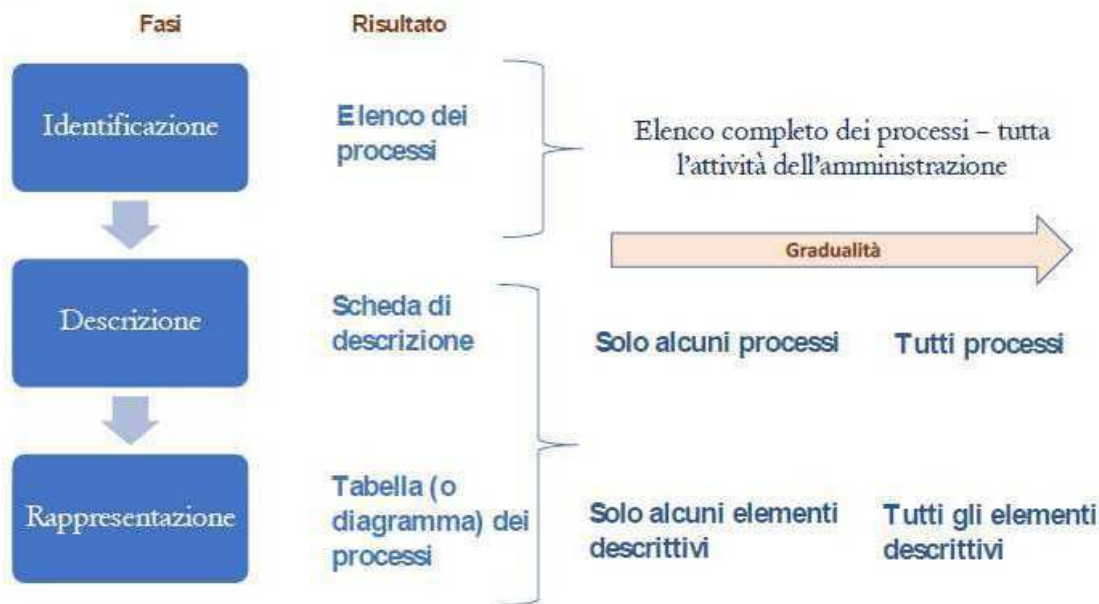 Fasi
Risultato
Identificazione
Elenco dei
processi
Elenco completo dei processi – tutta
l'attività dell'amministrazione
Gradualità
Descrizione
Scheda di
descrizione
Solo alcuni processi
Tutti processi
Rappresentazione
Tabella (o
diagramma) dei
processi
Solo alcuni elementi
descrittivi
Tutti gli elementi
descrittivi